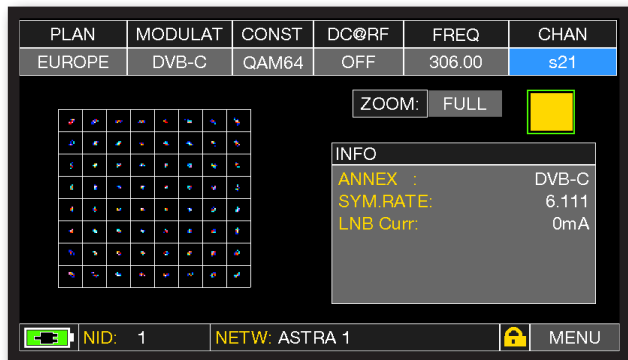 PLAN MODULAT CONST DC@RF FREQ CHAN
EUROPE DVB-C QAM64 OFF 306.00 s21
ZOOM: FULL
INFO
ANNEX : DVB-C
SYM.RATE: 6.111
LNB Curr: 0mA
NID: 1 NETW: ASTRA 1 MENU